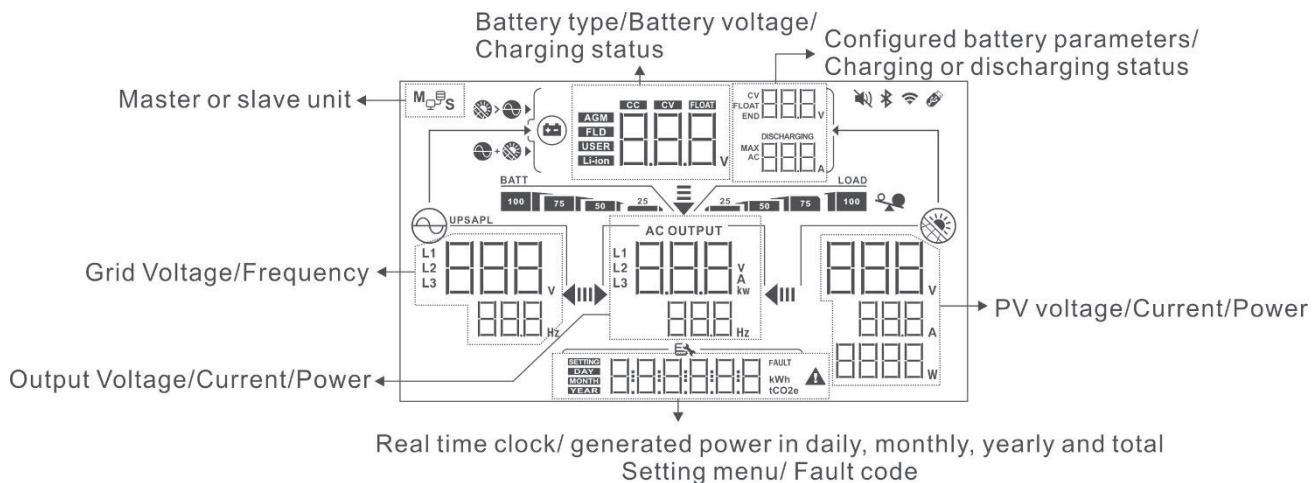 Battery type/Battery voltage/
Charging status
Configured battery parameters/
Charging or discharging status
Master or slave unit
M S
CC CV FLOAT
AGM
FLD
USER
Li-ion
V
CV
FLOAT
END
V
DISCHARGING
MAX
AC
A
BATT
LOAD
100 75 50 25
25 50 75 100
UPSAPL
AC OUTPUT
L1
L2
L3
V
Hz
L1
L2
L3
V
A
kw
Hz
V
A
W
Grid Voltage/Frequency
PV voltage/Current/Power
Output Voltage/Current/Power
SETTING
DAY
MONTH
YEAR
FAULT
kWh
tCO2e
Real time clock/ generated power in daily, monthly, yearly and total
Setting menu/ Fault code